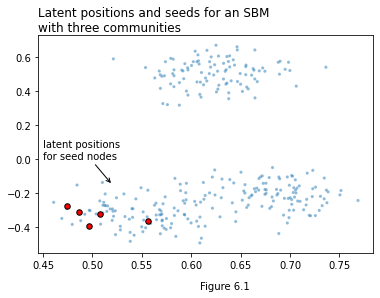 Latent positions and seeds for an SBM
with three communities
0.6
0.4
0.2
0.0
−0.2
−0.4
latent positions
for seed nodes
0.45 0.50 0.55 0.60 0.65 0.70 0.75
Figure 6.1